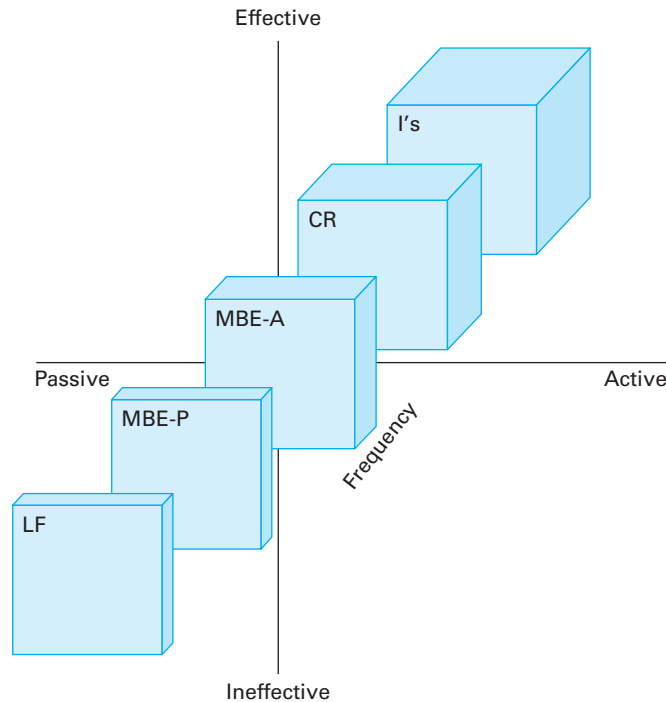 Effective
I's
CR
MBE-A
Passive
Active
MBE-P
Frequency
LF
Ineffective